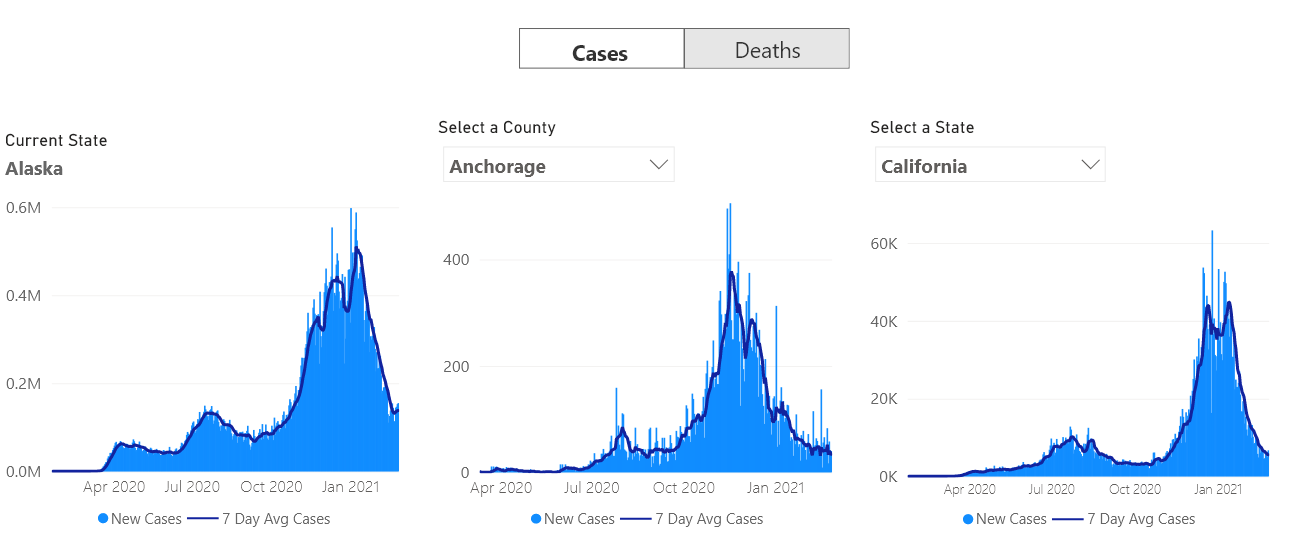 Cases Deaths
Current State
Alaska
0.6M
0.4M
0.2M
0.0M
Apr 2020 Jul 2020 Oct 2020 Jan 2021
New Cases 7 Day Avg Cases
Select a County
Anchorage
400
200
0
Apr 2020 Jul 2020 Oct 2020 Jan 2021
New Cases 7 Day Avg Cases
Select a State
California
60K
40K
20K
0K
Apr 2020 Jul 2020 Oct 2020 Jan 2021
New Cases 7 Day Avg Cases